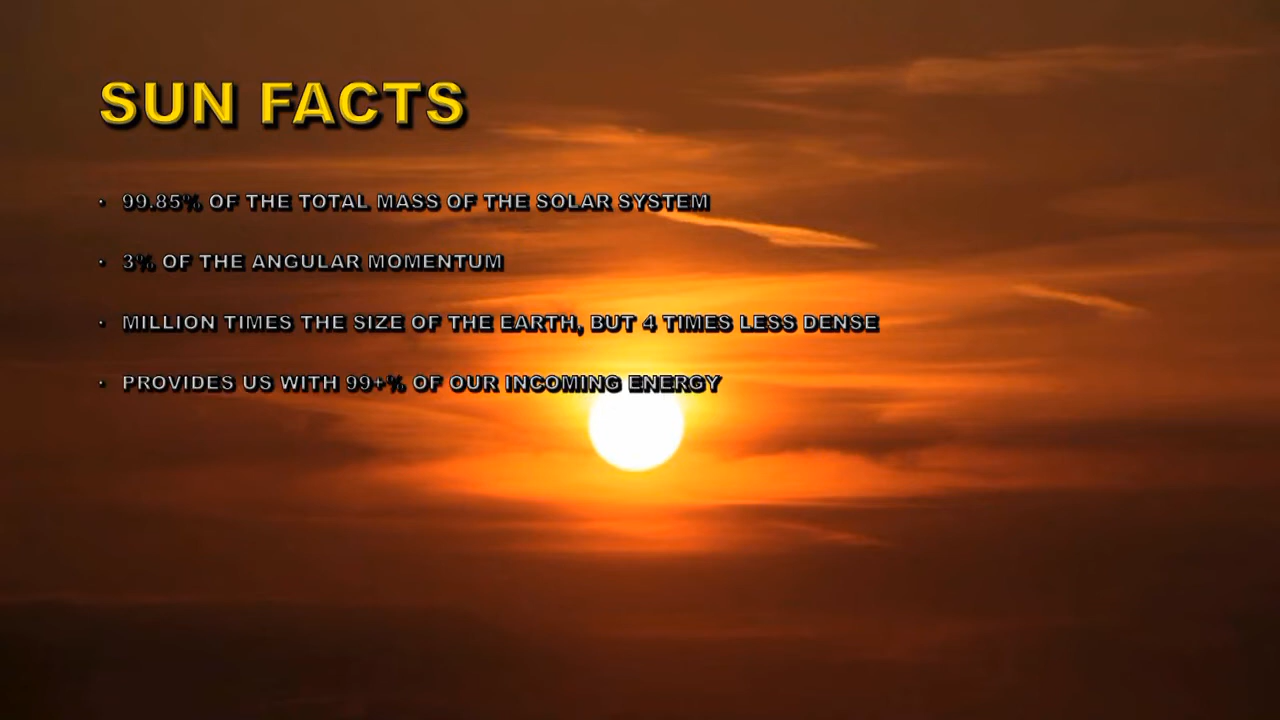 SUN FACTS
• 99.85% OF THE TOTAL MASS OF THE SOLAR SYSTEM
• 3% OF THE ANGULAR MOMENTUM
• MILLION TIMES THE SIZE OF THE EARTH, BUT 4 TIMES LESS DENSE
• PROVIDES US WITH 99+% OF OUR INCOMING ENERGY